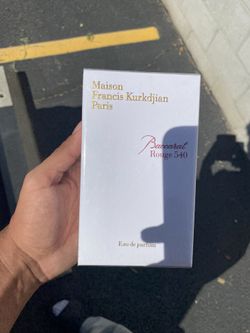 Maison
Francis Kurkdjian
Paris
Baccarat
Rouge 540
Eau de parfum